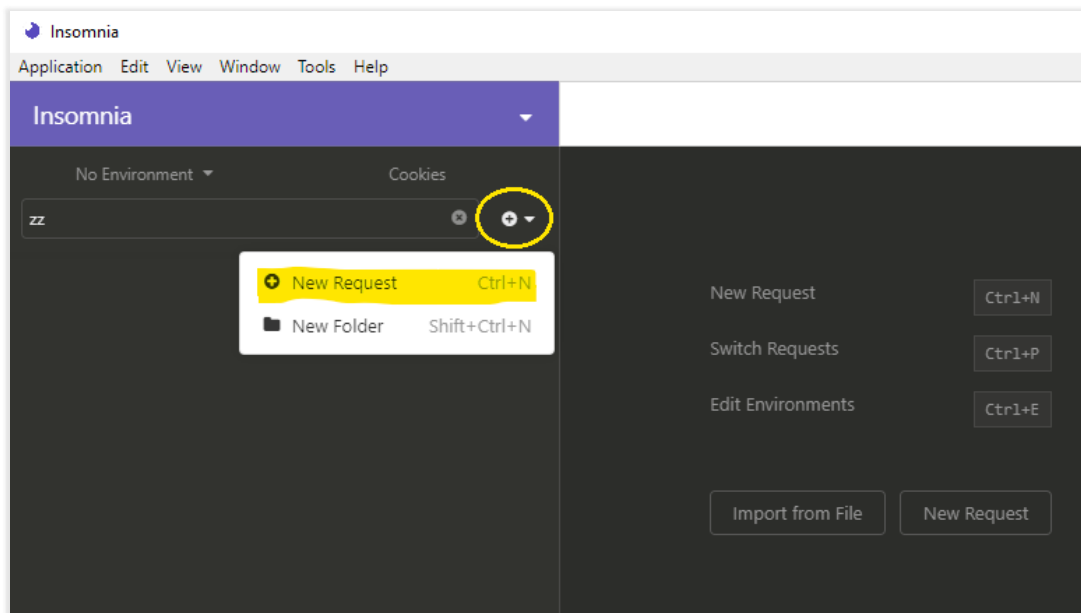 Insomnia
Application Edit View Window Tools Help
Insomnia
No Environment Cookies
zz
New Request Ctrl+N
New Folder Shift+Ctrl+N
New Request Ctrl+N
Switch Requests Ctrl+P
Edit Environments Ctrl+E
Import from File New Request